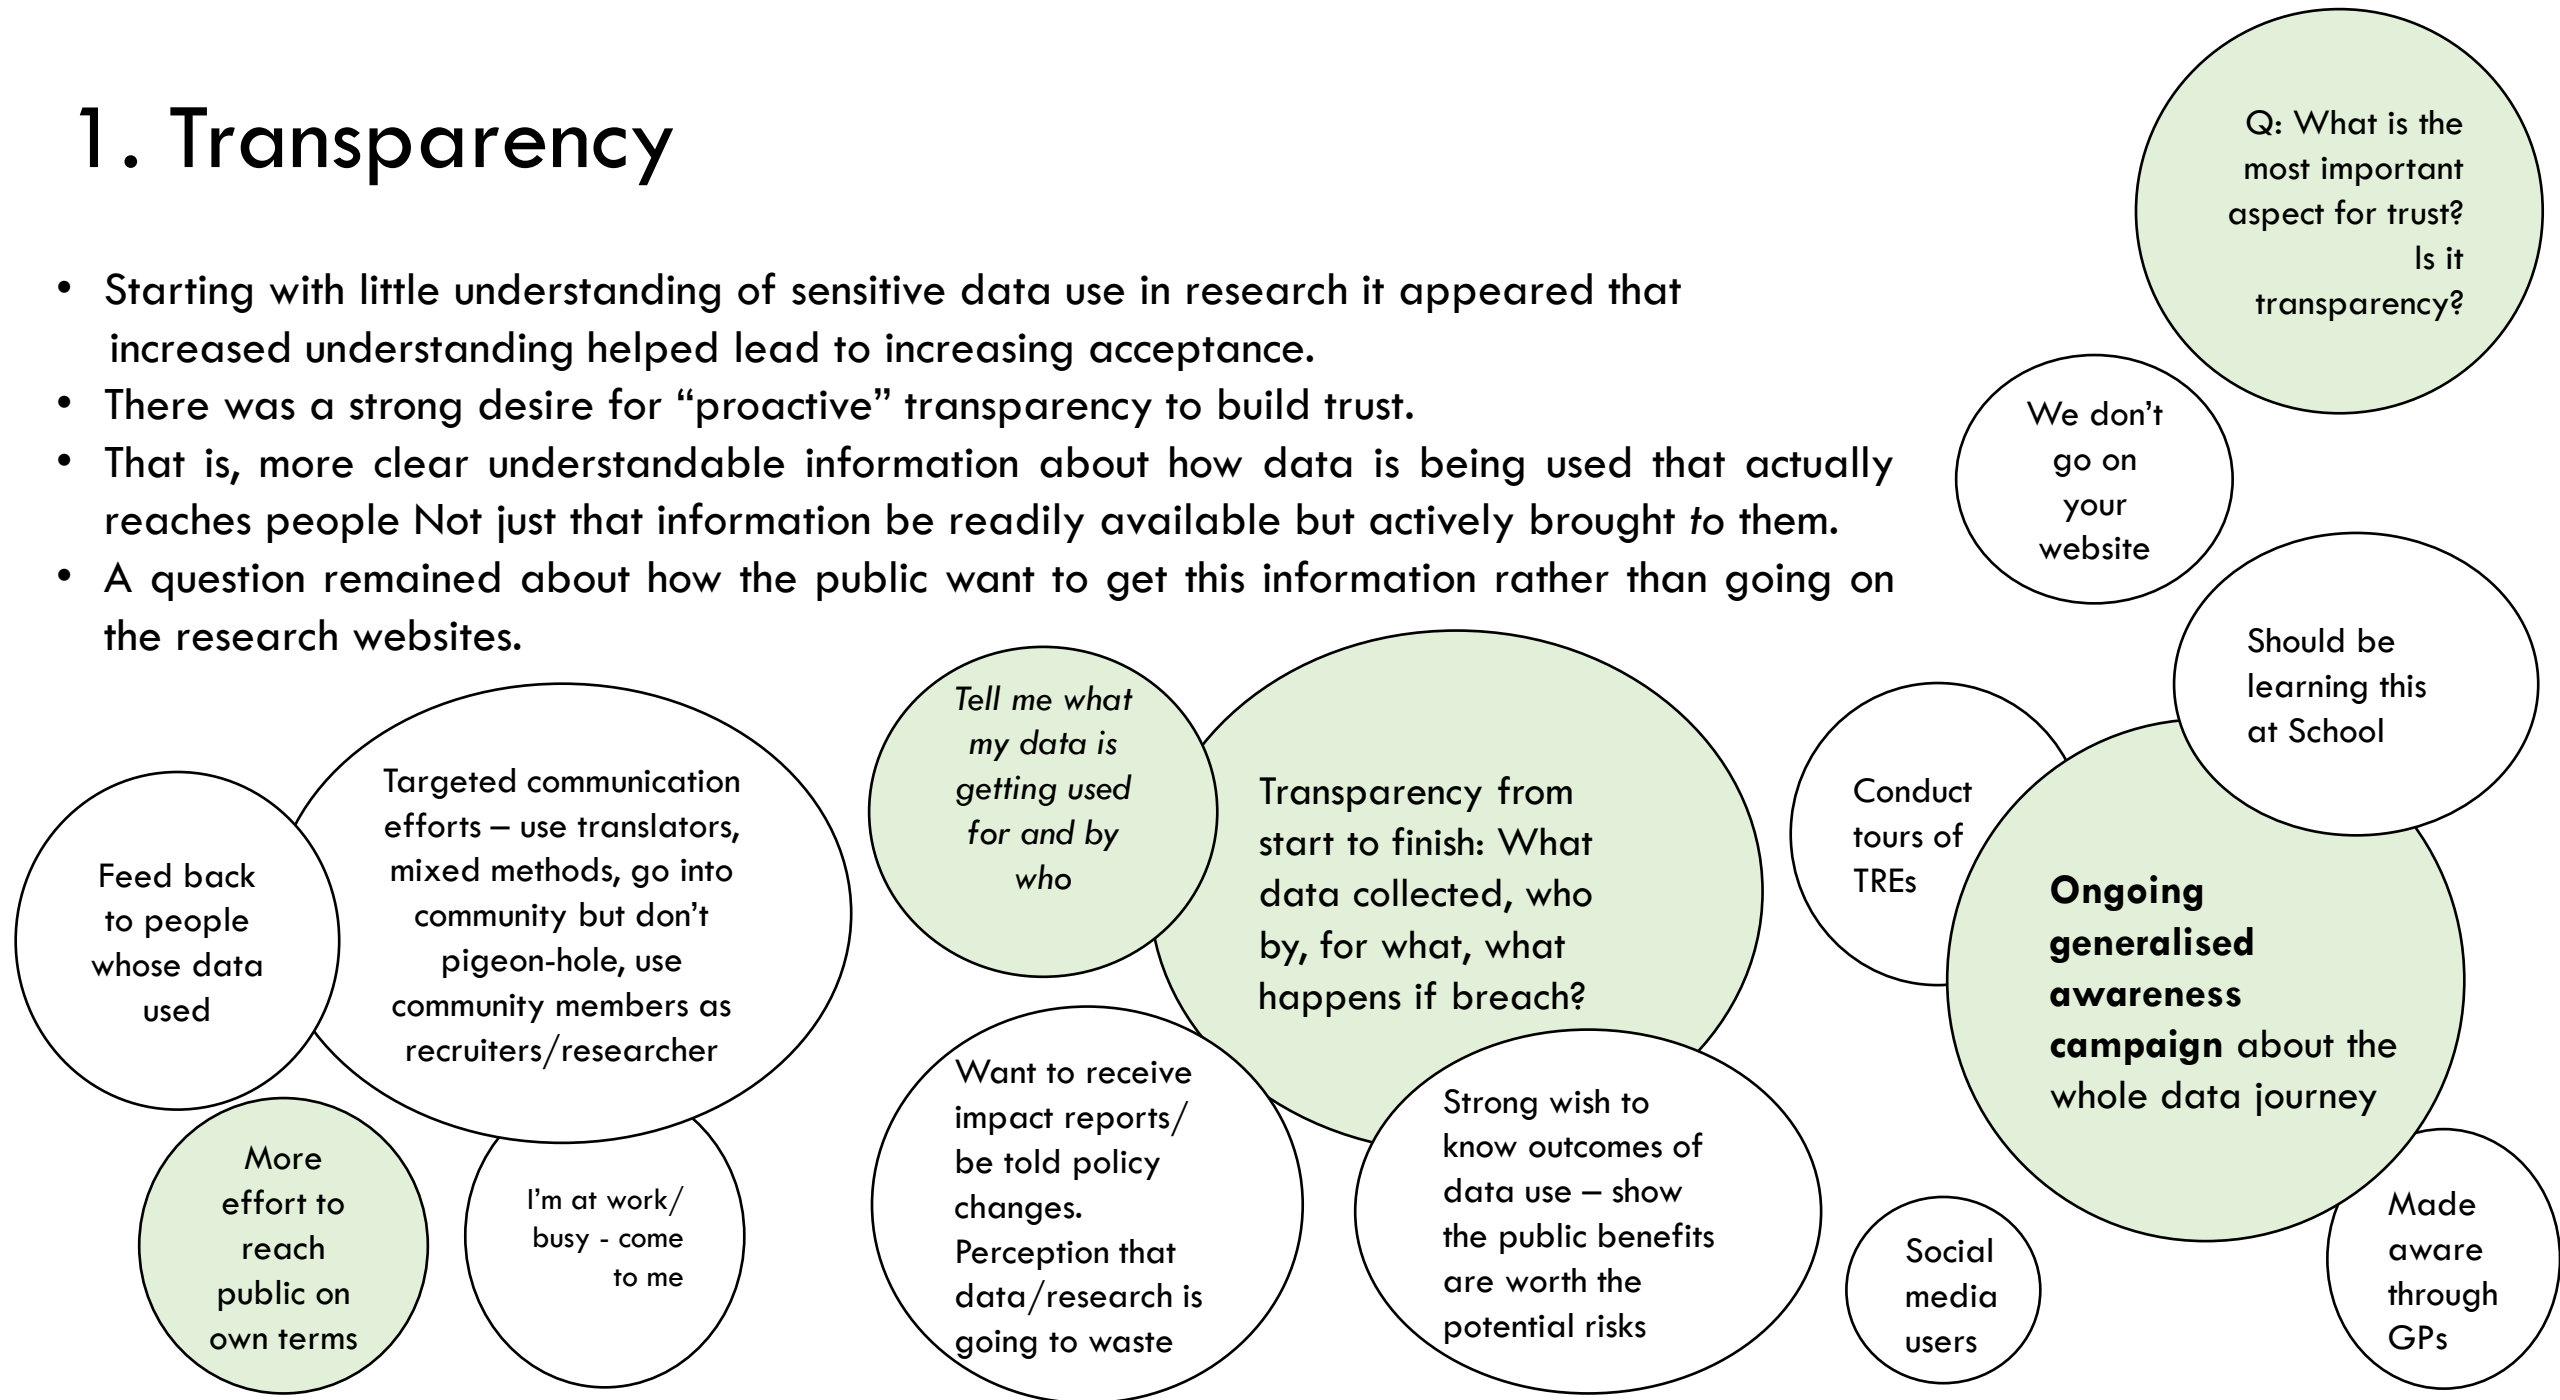 1. Transparency
• Starting with little understanding of sensitive data use in research it appeared that
increased understanding helped lead to increasing acceptance.
• There was a strong desire for “proactive” transparency to build trust.
• That is, more clear understandable information about how data is being used that actually
reaches people Not just that information be readily available but actively brought to them.
• A question remained about how the public want to get this information rather than going on
the research websites.
Q: What is the
most important
aspect for trust?
Is it
transparency?
We don’t
go on
your
website
Should be
learning this
at School
Conduct
tours of
TREs
Ongoing
generalised
awareness
campaign about the
whole data journey
Made
aware
through
GPs
Social
media
users
Feed back
to people
whose data
used
Targeted communication
efforts – use translators,
mixed methods, go into
community but don’t
pigeon-hole, use
community members as
recruiters/researcher
More
effort to
reach
public on
own terms
I’m at work/
busy - come
to me
Tell me what
my data is
getting used
for and by
who
Transparency from
start to finish: What
data collected, who
by, for what, what
happens if breach?
Want to receive
impact reports/
be told policy
changes.
Perception that
data/research is
going to waste
Strong wish to
know outcomes of
data use – show
the public benefits
are worth the
potential risks